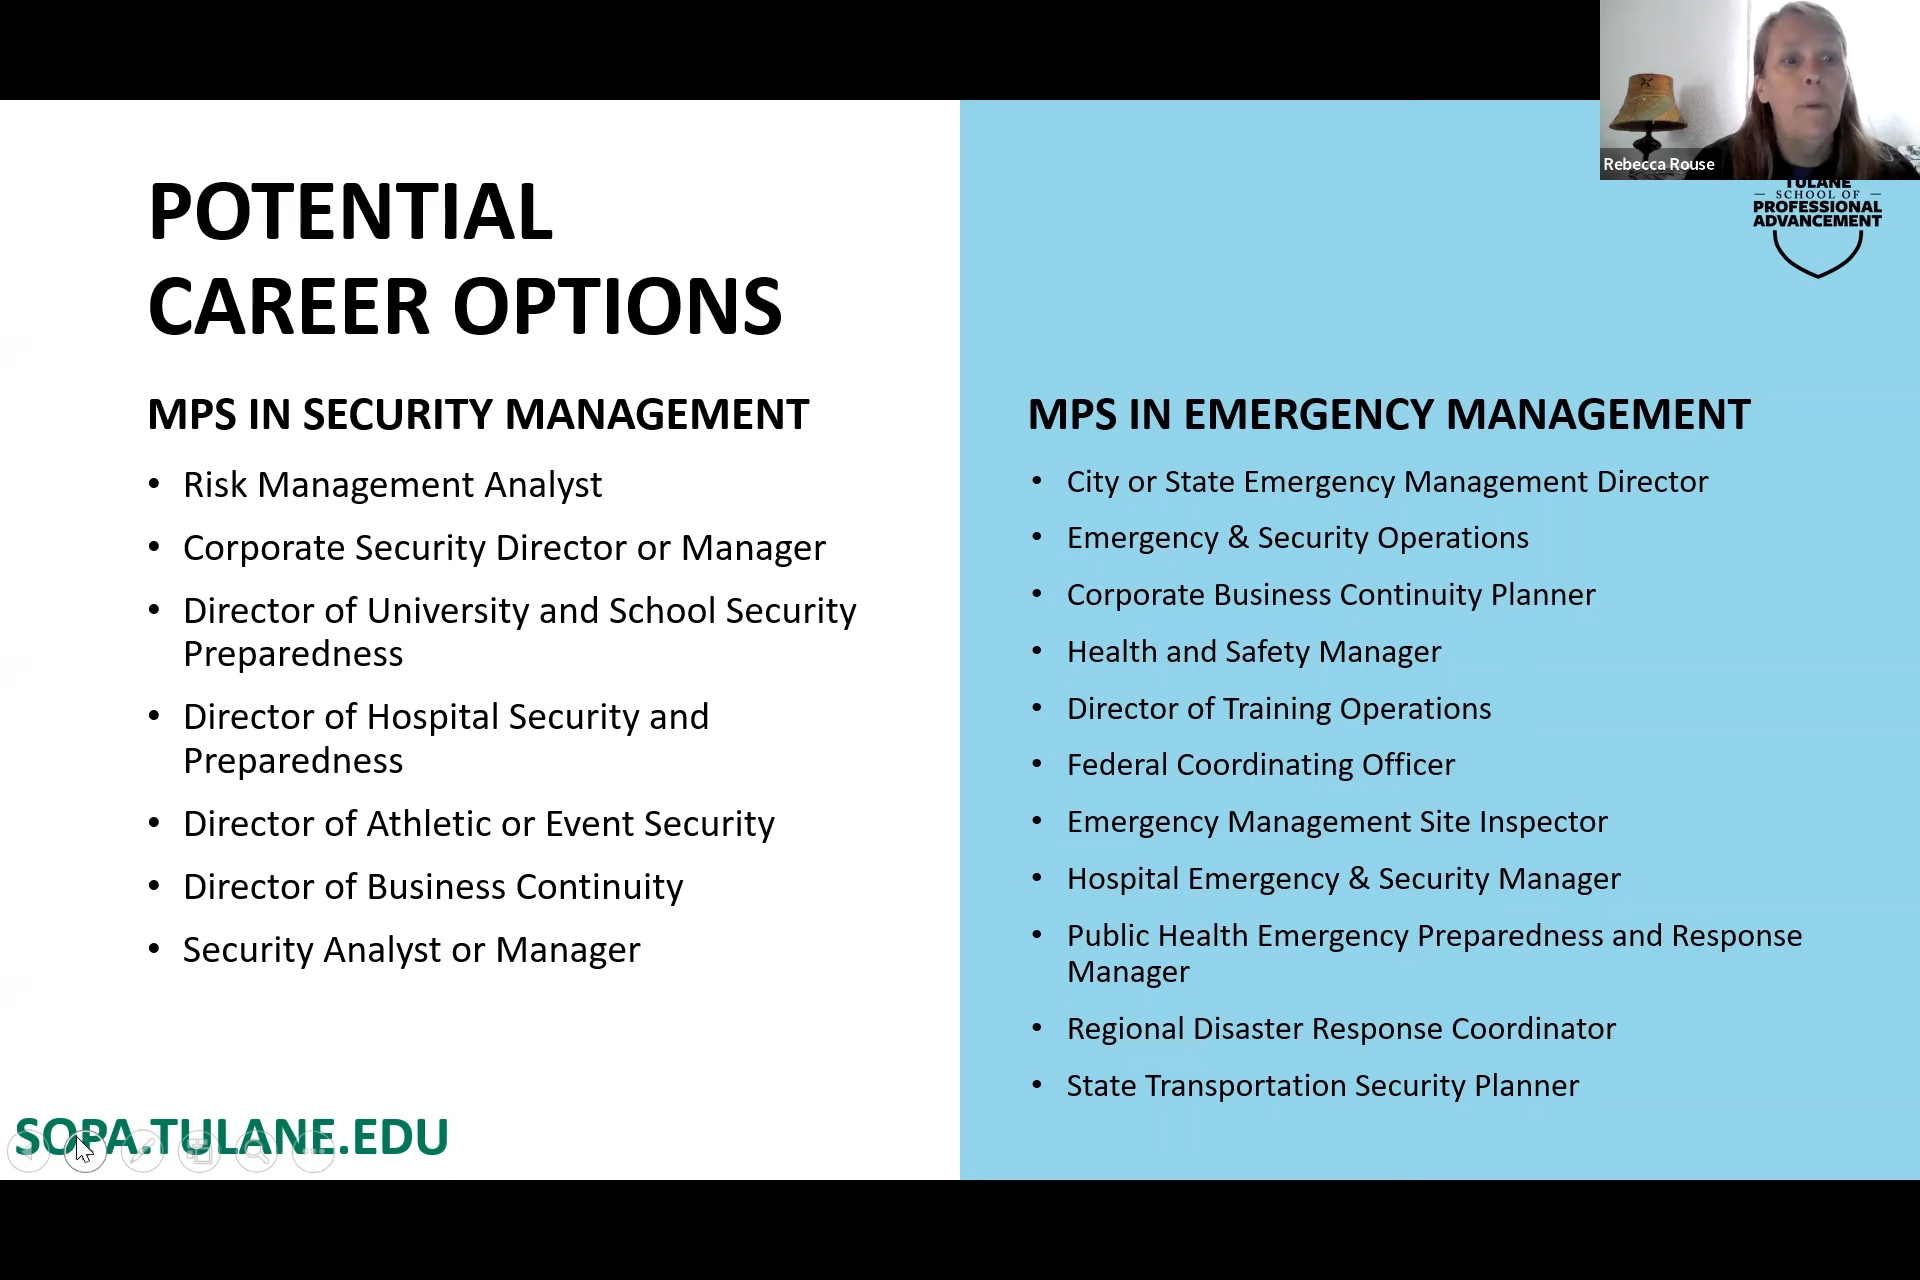 Rebecca Rouse
TULANE
SCHOOL OF
PROFESSIONAL
ADVANCEMENT
POTENTIAL
CAREER OPTIONS
MPS IN SECURITY MANAGEMENT
• Risk Management Analyst
• Corporate Security Director or Manager
• Director of University and School Security
Preparedness
• Director of Hospital Security and
Preparedness
• Director of Athletic or Event Security
• Director of Business Continuity
• Security Analyst or Manager
MPS IN EMERGENCY MANAGEMENT
• City or State Emergency Management Director
• Emergency & Security Operations
• Corporate Business Continuity Planner
• Health and Safety Manager
• Director of Training Operations
• Federal Coordinating Officer
• Emergency Management Site Inspector
• Hospital Emergency & Security Manager
• Public Health Emergency Preparedness and Response
Manager
• Regional Disaster Response Coordinator
• State Transportation Security Planner
SOPA.TULANE.EDU